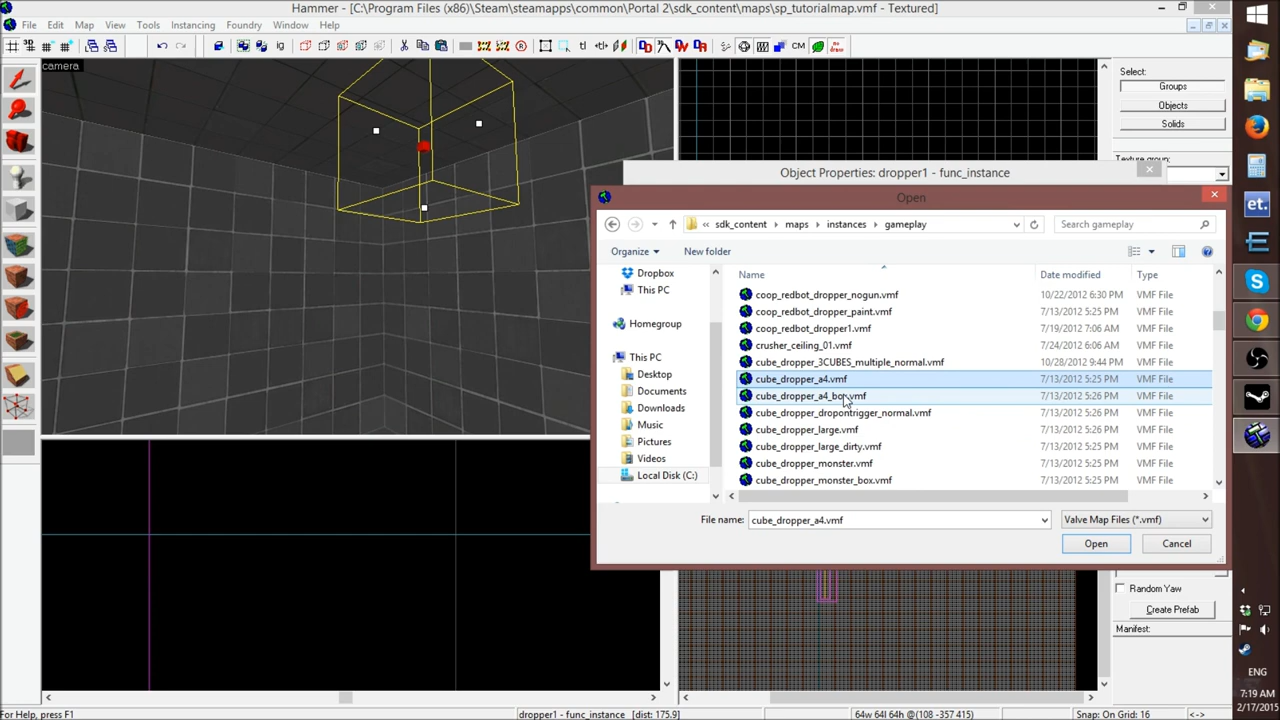 Hammer - [C:\Program Files (x86)\Steam\steamapps\common\Portal 2\sdk_content\maps\sp_tutorialmap.vmf - Textured]
File Edit Map View Tools Instancing Foundry Window Help
CM
camera
Select:
Groups
Objects
Solids
Texture group:
Object Properties: dropper1 - func_instance
Open
« sdk_content ▸ maps ▸ instances ▸ gameplay
Search gameplay
Organize
New folder
Name Date modified Type
Dropbox
This PC
Homegroup
This PC
Desktop
Documents
Downloads
Music
Pictures
Videos
Local Disk (C:)
coop_redbot_dropper_nogun.vmf 10/22/2012 6:30 PM VMF File
coop_redbot_dropper_paint.vmf 7/13/2012 5:25 PM VMF File
coop_redbot_dropper1.vmf 7/19/2012 7:06 AM VMF File
crusher_ceiling_01.vmf 7/24/2012 6:06 AM VMF File
cube_dropper_3CUBES_multiple_normal.vmf 10/28/2012 9:44 PM VMF File
cube_dropper_a4.vmf 7/13/2012 5:25 PM VMF File
cube_dropper_a4_box.vmf 7/13/2012 5:26 PM VMF File
cube_dropper_dropontrigger_normal.vmf 7/13/2012 5:26 PM VMF File
cube_dropper_large.vmf 7/13/2012 5:25 PM VMF File
cube_dropper_large_dirty.vmf 7/13/2012 5:25 PM VMF File
cube_dropper_monster.vmf 7/13/2012 5:25 PM VMF File
cube_dropper_monster_box.vmf 7/13/2012 5:25 PM VMF File
File name: cube_dropper_a4.vmf
Valve Map Files (*.vmf)
Open
Cancel
Random Yaw
Create Prefab
Manifest:
et.
ENG
7:19 AM
2/17/2015
For Help, press F1
dropper1 - func_instance [dist: 175.9]
64w 64l 64h @(108 -357 415)
Snap: On Grid: 16
<->